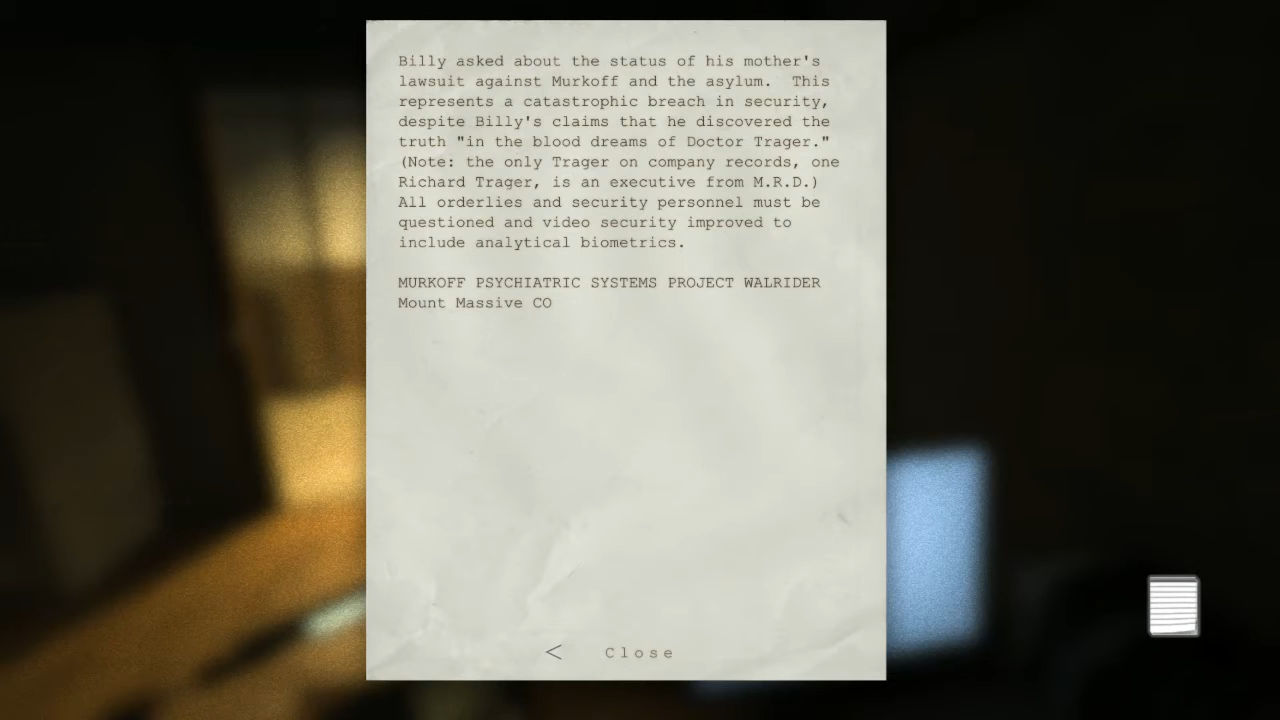 Billy asked about the status of his mother's
lawsuit against Murkoff and the asylum.  This
represents a catastrophic breach in security,
despite Billy's claims that he discovered the
truth "in the blood dreams of Doctor Trager."
(Note: the only Trager on company records, one
Richard Trager, is an executive from M.R.D.)
All orderlies and security personnel must be
questioned and video security improved to
include analytical biometrics.

MURKOFF PSYCHIATRIC SYSTEMS PROJECT WALRIDER
Mount Massive CO

< Close